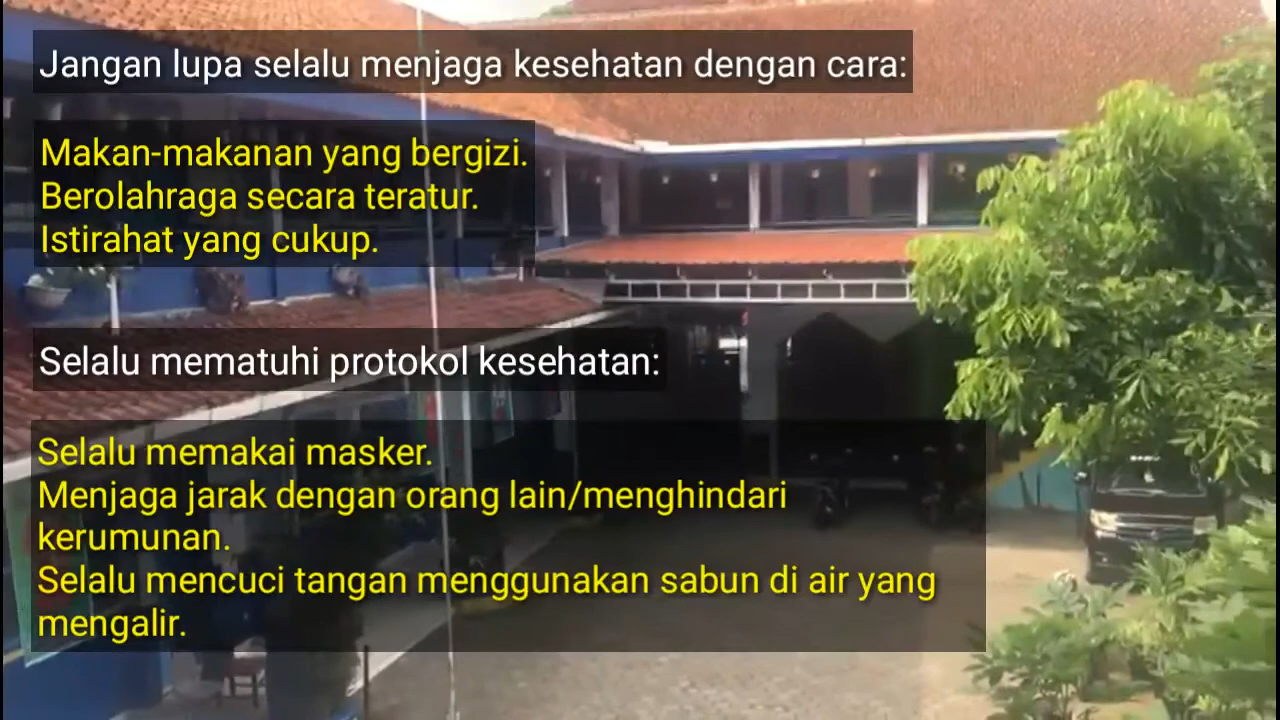 Jangan lupa selalu menjaga kesehatan dengan cara:
Makan-makanan yang bergizi.
Berolahraga secara teratur.
Istirahat yang cukup.
Selalu mematuhi protokol kesehatan:
Selalu memakai masker.
Menjaga jarak dengan orang lain/menghindari
kerumunan.
Selalu mencuci tangan menggunakan sabun di air yang
mengalir.